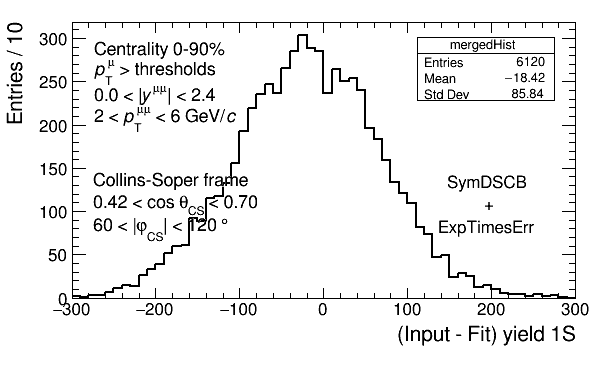 Entries / 10
300
250
200
150
100
50
0
Centrality 0-90%
p_T^μ > thresholds
0.0 < |y^μμ| < 2.4
2 < p_T^μμ < 6 GeV/c
Collins-Soper frame
0.42 < cos θ_CS < 0.70
60 < |φ_CS| < 120 °
mergedHist
Entries 6120
Mean −18.42
Std Dev 85.84
SymDSCB
+
ExpTimesErr
−300 −200 −100 0 100 200 300
(Input - Fit) yield 1S